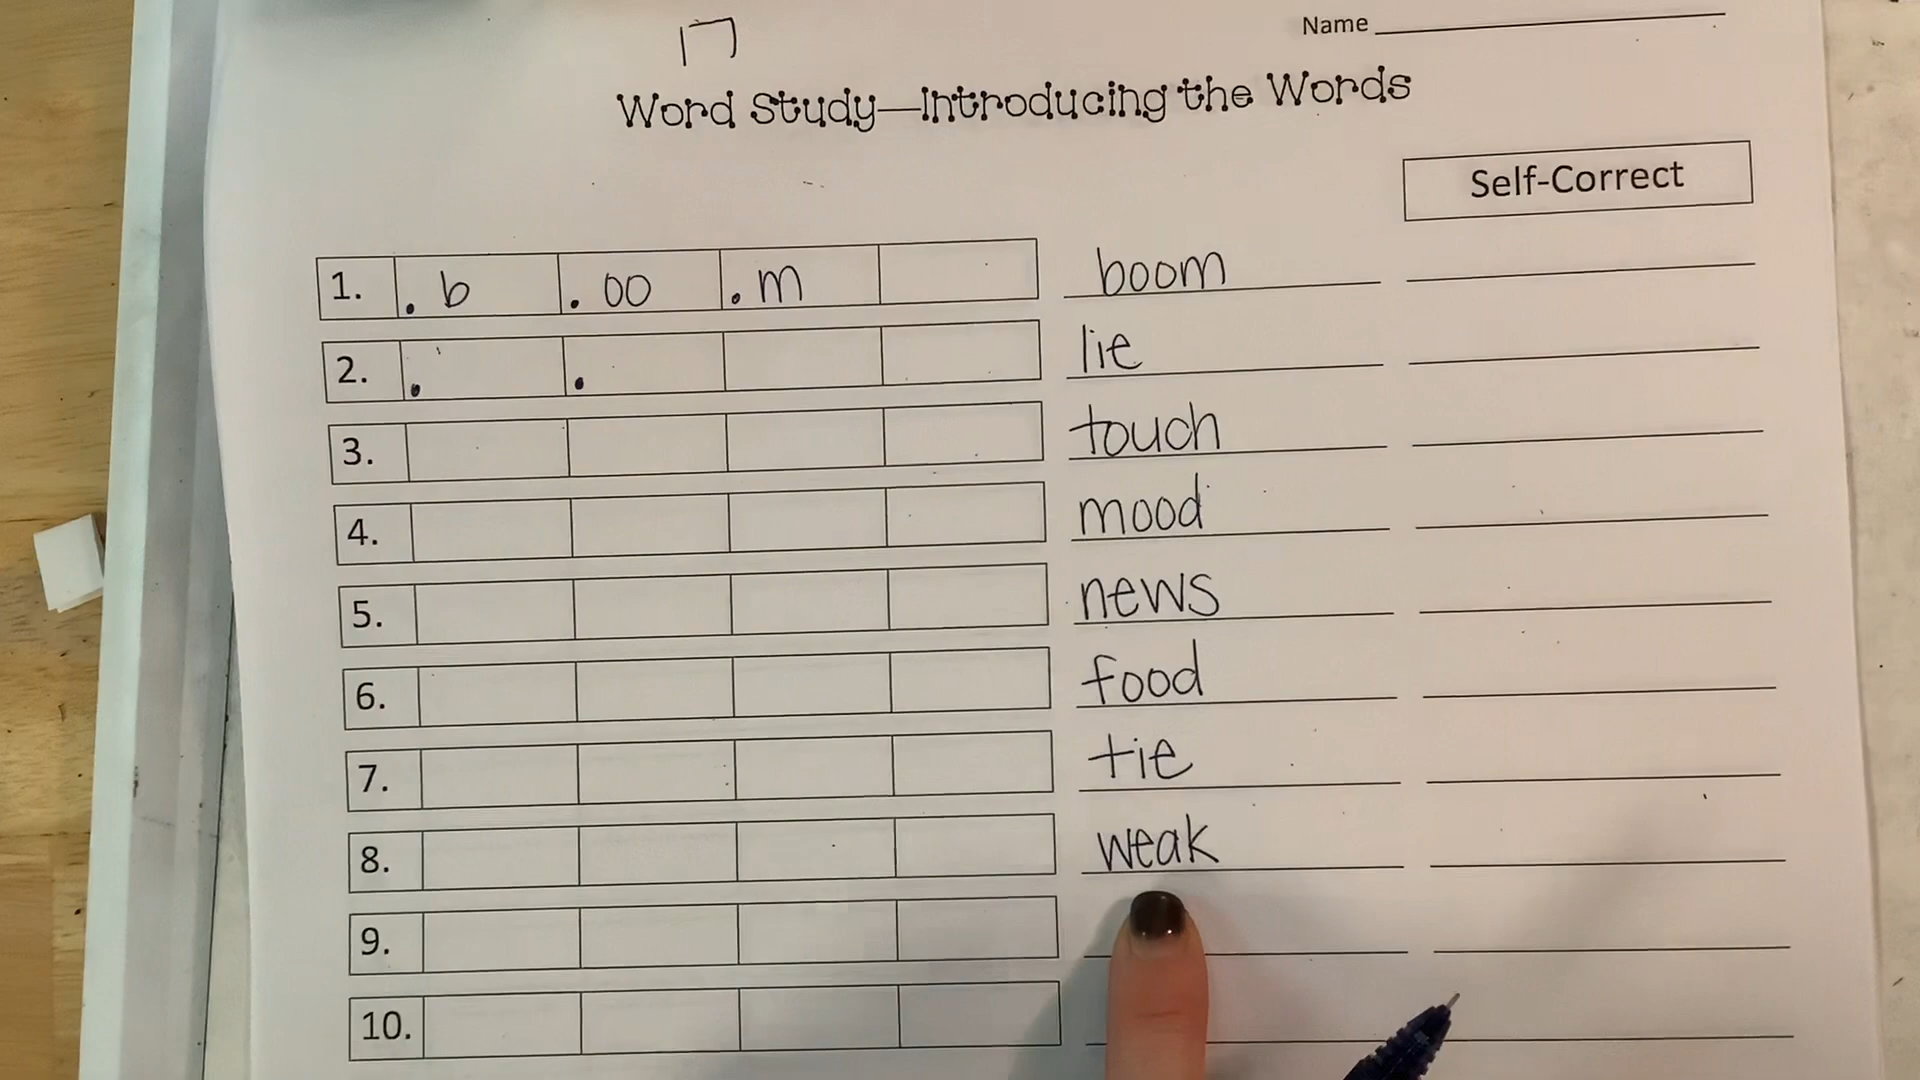 Name
Word Study—Introducing the Words
Self-Correct
1. . b . oo . m boom
2. . . lie
3. touch
4. mood
5. news
6. food
7. tie
8. weak
9.
10.